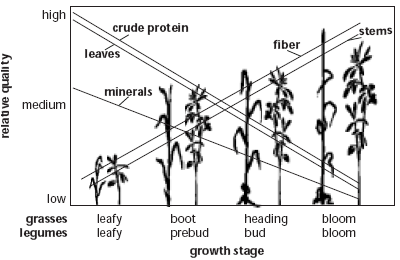 high
crude protein
stems
fiber
leaves
minerals
medium
low
relative quality
grasses leafy boot heading bloom
legumes leafy prebud bud bloom
growth stage